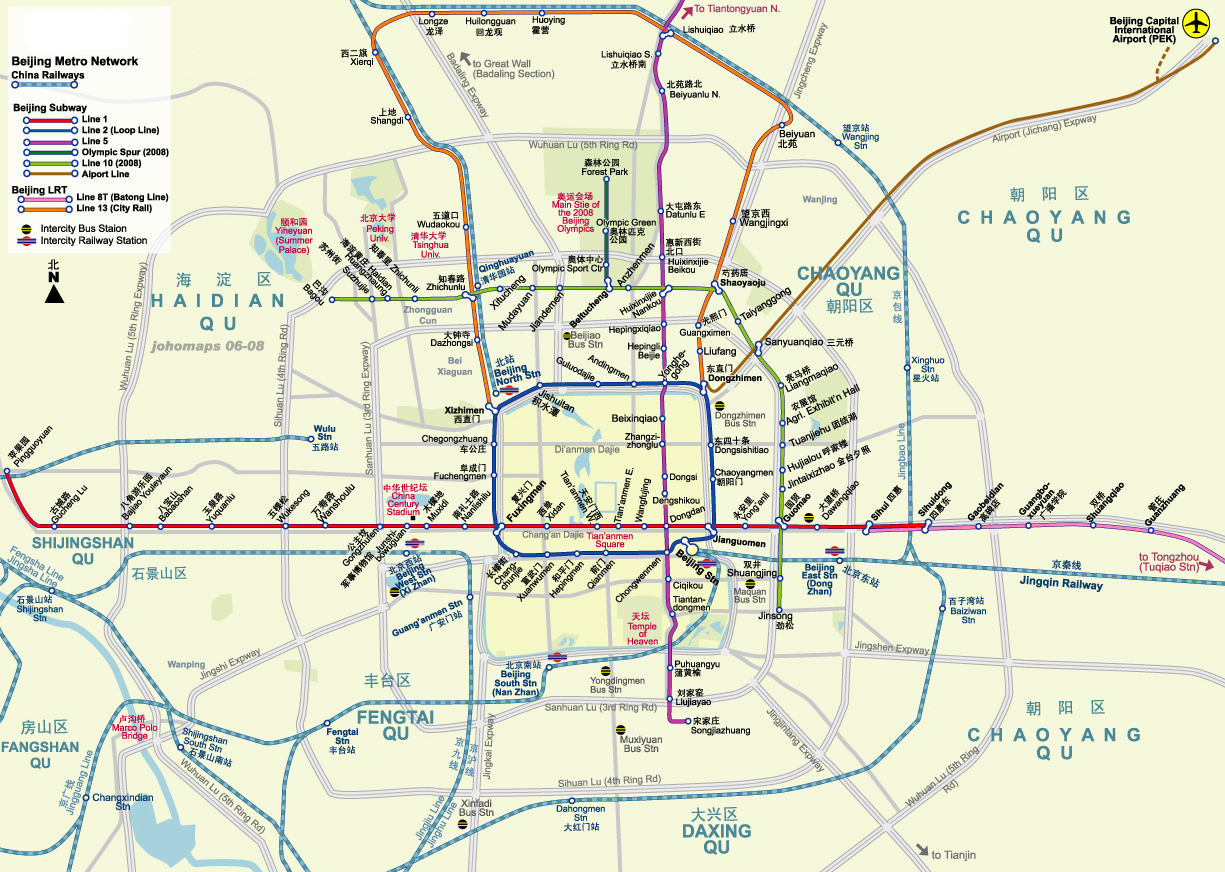 Beijing Metro Network
China Railways
Beijing Subway
Line 1
Line 2 (Loop Line)
Line 5
Olympic Spur (2008)
Line 10 (2008)
Aiport Line
Beijing LRT
Line 8T (Batong Line)
Line 13 (City Rail)
Intercity Bus Staion
Intercity Railway Station
北
N
To Tiantongyuan N.
Longze
龙泽
Huilongguan
回龙观
Huoying
霍营
Lishuiqiao 立水桥
西二旗
Xierqi
to Great Wall
(Badaling Section)
Badaling Expwy
Lishuiqiao S.
立水桥南
Jingcheng Expwy
Beijing Capital
International
Airport (PEK)
北苑路北
Beiyuanlu N.
上地
Shangdi
Beiyuan
北苑
望京站
Wangjing
Stn
Airport (Jichang) Expwy
Wuhuan Lu (5th Ring Rd)
森林公园
Forest Park
奥运会场
Main Stie of
the 2008
Beijing
Olympics
大屯路东
Datunlu E
Wanjing
朝 阳 区
CHAOYANG
QU
颐和园
Yiheyuan
(Summer
Palace)
北京大学
Peking
Univ.
清华大学
Tsinghua
Univ.
五道口
Wudaokou
Olympic Green
奥林匹克
公园
望京西
Wangjingxi
惠新西街
北口
Huixinxijie
Beikou
海 淀 区
HAIDIAN
QU
johomaps 06-08
巴沟
Bagou
苏州街
Suzhujie
海淀黄庄 Haidian
Huangzhuang
知春里 Zhichunli
知春路
Zhichunlu
Qinghuayuan
清华园站
Xitucheng
Mudayuan
Jiandemen
奥体中心
Olympic Sport Ctr
Beitucheng
Anzhenmen
Huixinxijie
Nankou
芍药居
Shaoyaoju
CHAOYANG
QU
朝阳区
Taiyanggong
京包线
Zhongguan
Cun
大钟寺
Dazhongsi
Bei
Xiaguan
北站
Beijing
North Stn
Beijiao
Bus Stn
Hepingxiqiao
Hepingli
Beijie
光熙门
Guangximen
Liufang
Sanyuanqiao 三元桥
Xinghuo
星火站
Wuhuan Lu (5th Ring Expwy)
Sihuan Lu (4th Ring Rd)
Sanhuan Lu (3rd Ring Expwy)
Xizhimen
西直门
Jishuitan
积水潭
Guluodajie
Andingmen
Yonghe-
gong
东直门
Dongzhimen
亮马桥
Liangmaqiao
农展馆
Agrl. Exhibit'n Hall
Tuanjiehu 团结湖
Hujialou 呼家楼
Jintaixizhao 金台夕照
Dongzhimen
Bus Stn
Beixinqiao
苹果园
Pingguoyuan
Wulu
Stn
五路站
Chegongzhuang
车公庄
阜成门
Fuchengmen
Di'anmen Dajie
Zhangzi-
zhonglu
东四十条
Dongsishitiao
Dongsi
Chaoyangmen
朝阳门
Dengshikou
Dongdan
Jingbao Line
古城路
Gucheng Lu
八角游乐园
Bajiao Youleyaun
八宝山
Babaoshan
玉泉路
Yuquanlu
五棵松
Wukesong
万寿路
Wanshoulu
公主坟
Gongzhufen
军事博物馆 Junshi-
bowuguan
中华世纪坛
China
Century
Stadium
木樨地
Muxidi
南礼士路
Nanlishilu
复兴门
Fuxingmen
西单
Xidan
天安门西
Tian'anmen W.
Tian'anmen E.
Wangfujing
Chang'an Dajie
Tian'anmen
Square
Jianguomen
永安里
Yong'anli
国贸
Guomao
大望桥
Dawangqiao
Sihui 四惠
Sihuidong
四惠东
Gaobeidian
高碑店
Guangbo-
xueyuan
广播学院
双桥
Shuangqiao
管庄
Guanzhuang
SHIJINGSHAN
QU
石景山区
Fengsha Line
Jingsha Line
石景山站
Shijingshan
Stn
北京西站
Beijing
West Stn
(Xi Zhan)
长椿街
Chang-
chunjie
宣武门
Xuanwumen
和平门
Hepingmen
前门
Qianmen
Chongwenmen
Beijing Stn
双井
Shuangjing
Maquan
Bus Stn
Beijing
East Stn
(Dong
Zhan)
北京东站
京秦线
Jingqin Railway
to Tongzhou
(Tuqiao Stn)
Guang'anmen Stn
广安门站
Ciqikou
Tiantan-
dongmen
天坛
Temple
of
Heaven
Jinsong
劲松
百子湾站
Baiziwan
Stn
Jingshen Expwy
Wanping
Jingshi Expwy
北京南站
Beijing
South Stn
(Nan Zhan)
Yongdingmen
Bus Stn
Puhuangyu
蒲黄榆
刘家窑
Liujiayao
宋家庄
Songjiazhuang
Sanhuan Lu (3rd Ring Rd)
丰台区
FENGTAI
QU
房山区
FANGSHAN
QU
卢沟桥
Marco Polo
Bridge
Shijingshan
South Stn
石景山南站
Fengtai
Stn
丰台站
京九线
京沪线
Jingkai Expwy
Muxiyuan
Bus Stn
Jingjintang Expwy
朝 阳 区
CHAOYANG
QU
京广线
Jingguang Line
Changxindian
Stn
Wuhuan Lu (5th Ring Rd)
Jingjiu Line
Jinghu Line
Xinfadi
Bus Stn
Sihuan Lu (4th Ring Rd)
Dahongmen
Stn
大红门站
大兴区
DAXING
QU
Wuhuan Lu (5th Ring
Rd)
to Tianjin